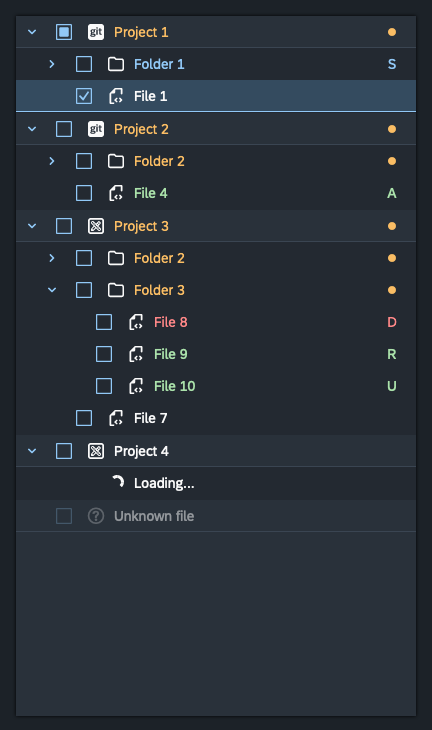 git Project 1
Folder 1 S
File 1
git Project 2
Folder 2
File 4 A
Project 3
Folder 2
Folder 3
File 8 D
File 9 R
File 10 U
File 7
Project 4
Loading...
? Unknown file